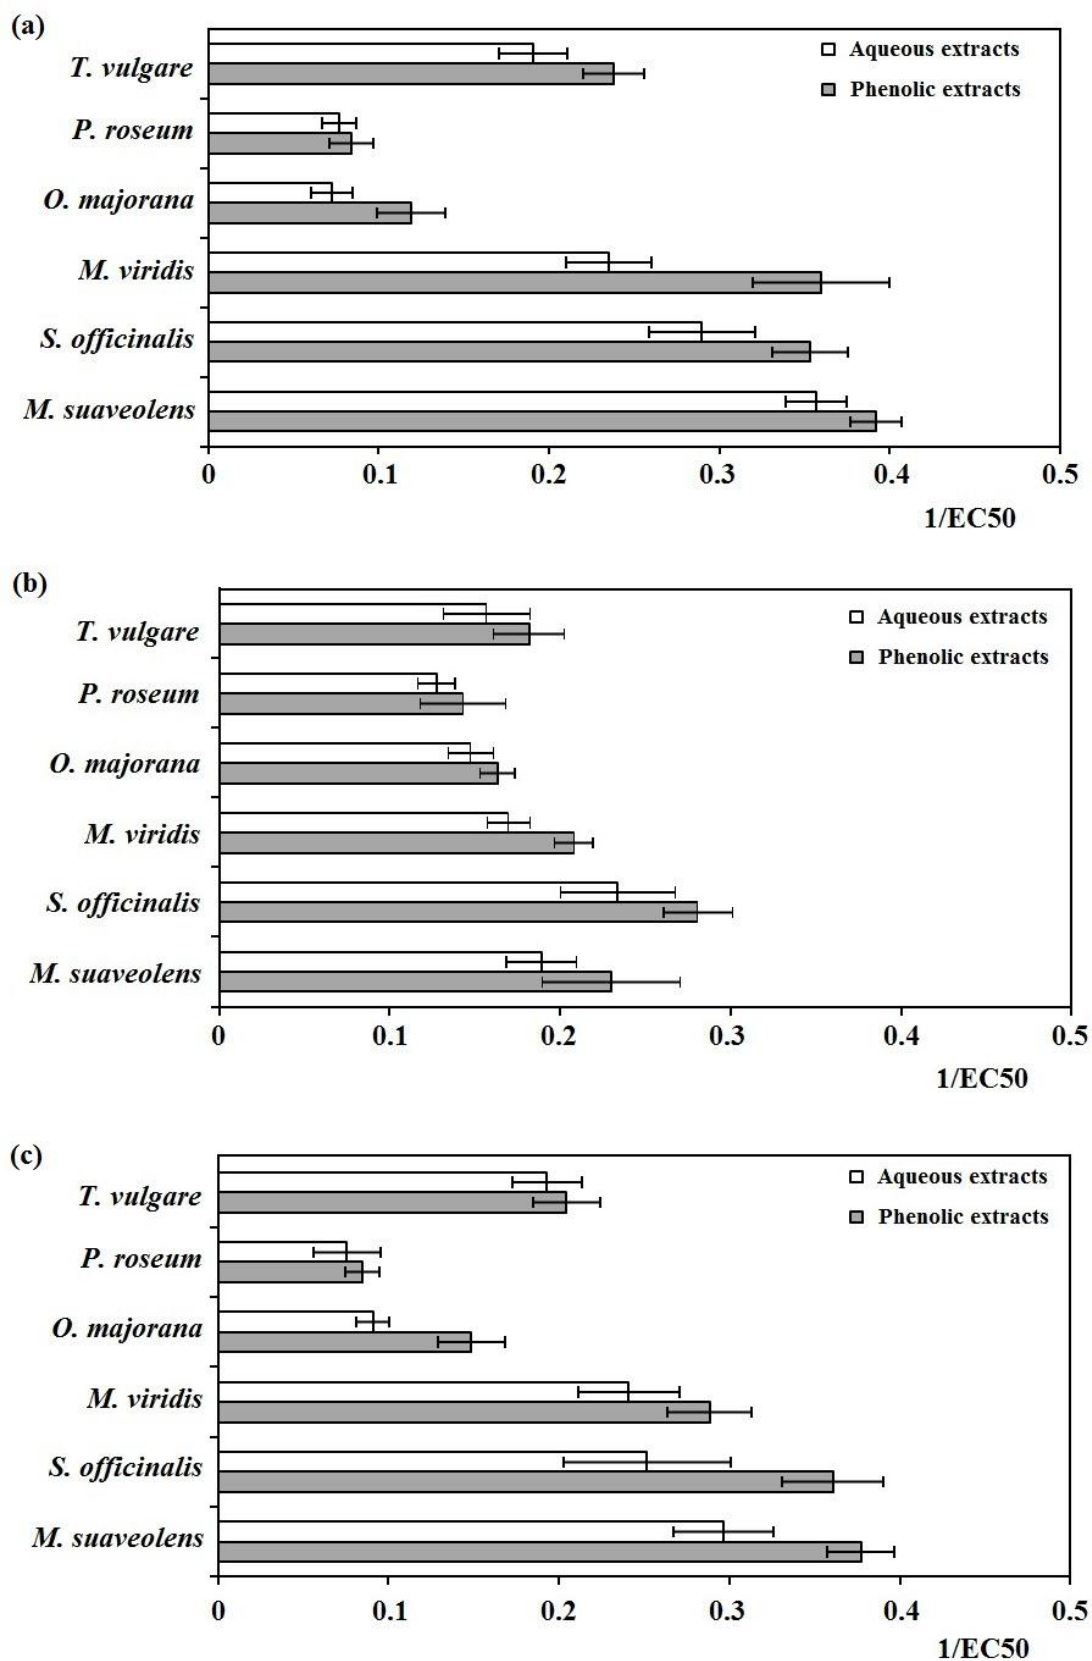 (a)
Aqueous extracts
Phenolic extracts
T. vulgare
P. roseum
O. majorana
M. viridis
S. officinalis
M. suaveolens
0 0.1 0.2 0.3 0.4 0.5
1/EC50
(b)
Aqueous extracts
Phenolic extracts
T. vulgare
P. roseum
O. majorana
M. viridis
S. officinalis
M. suaveolens
0 0.1 0.2 0.3 0.4 0.5
1/EC50
(c)
Aqueous extracts
Phenolic extracts
T. vulgare
P. roseum
O. majorana
M. viridis
S. officinalis
M. suaveolens
0 0.1 0.2 0.3 0.4 0.5
1/EC50